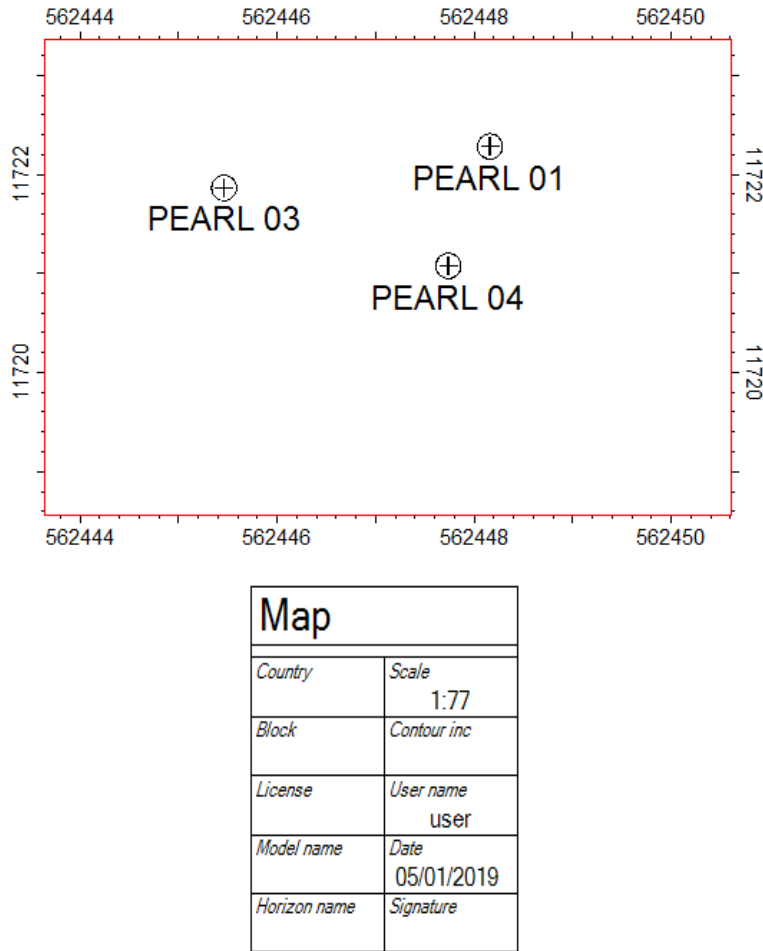 562444 562446 562448 562450
11722 11722
PEARL 01
PEARL 03
PEARL 04
11720 11720
562444 562446 562448 562450
Map
Country Scale
1:77
Block Contour inc
License User name
user
Model name Date
05/01/2019
Horizon name Signature